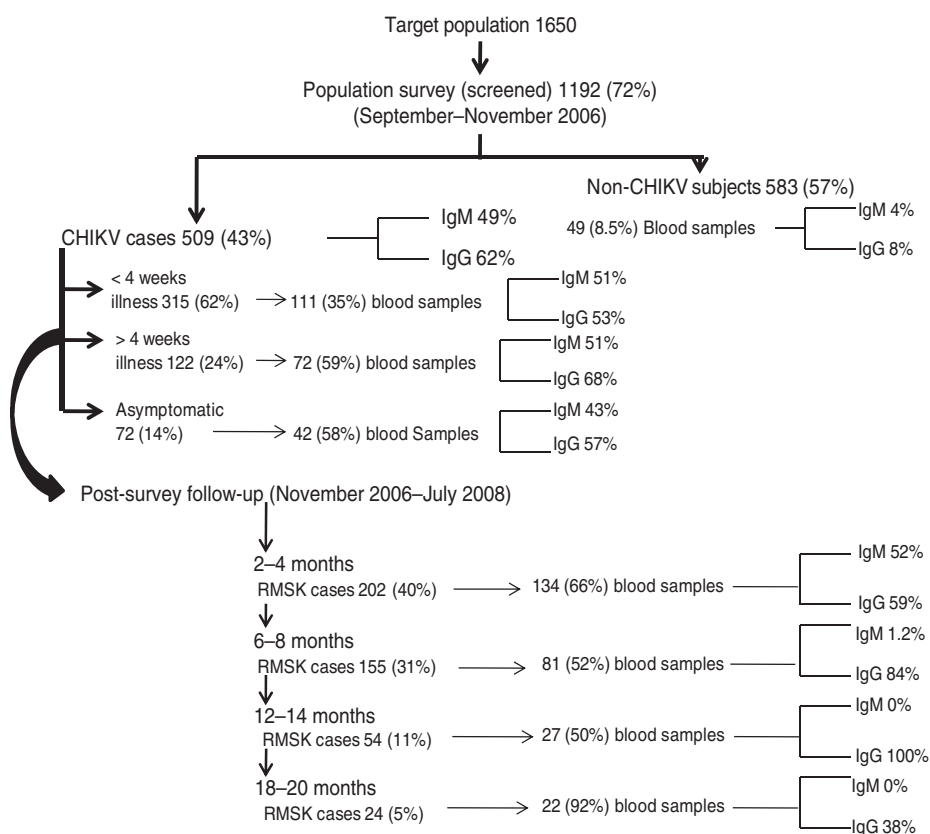 Target population 1650
Population survey (screened) 1192 (72%)
(September–November 2006)
Non-CHIKV subjects 583 (57%)
49 (8.5%) Blood samples
IgM 4%
IgG 8%
CHIKV cases 509 (43%)
IgM 49%
IgG 62%
< 4 weeks
illness 315 (62%)
111 (35%) blood samples
IgM 51%
IgG 53%
> 4 weeks
illness 122 (24%)
72 (59%) blood samples
IgM 51%
IgG 68%
Asymptomatic
72 (14%)
42 (58%) blood Samples
IgM 43%
IgG 57%
Post-survey follow-up (November 2006–July 2008)
2–4 months
RMSK cases 202 (40%)
134 (66%) blood samples
IgM 52%
IgG 59%
6–8 months
RMSK cases 155 (31%)
81 (52%) blood samples
IgM 1.2%
IgG 84%
12–14 months
RMSK cases 54 (11%)
27 (50%) blood samples
IgM 0%
IgG 100%
18–20 months
RMSK cases 24 (5%)
22 (92%) blood samples
IgM 0%
IgG 38%